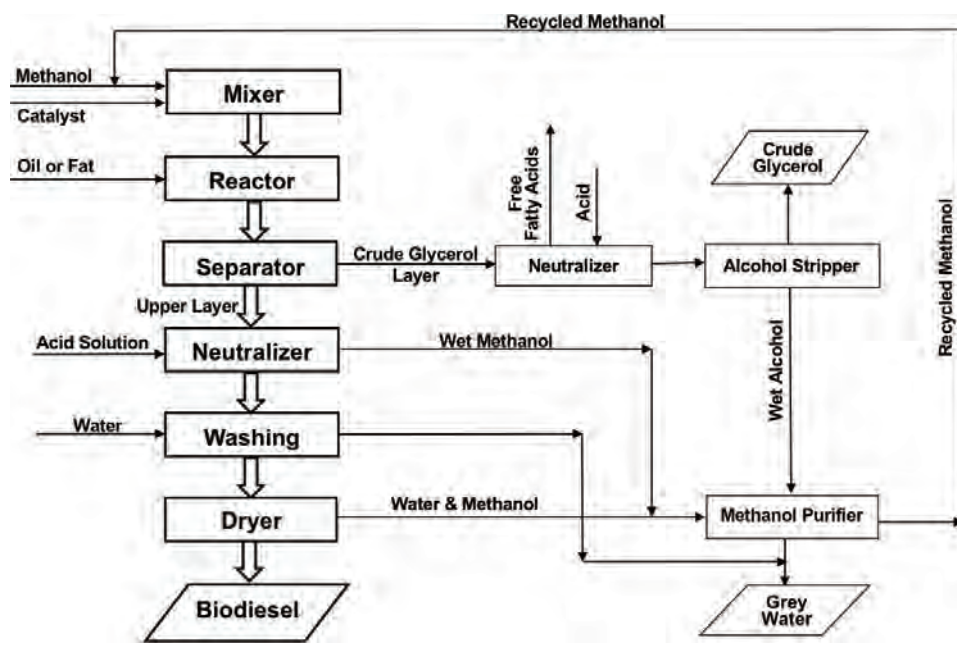 Recycled Methanol
Methanol
Mixer
Catalyst
Oil or Fat
Reactor
Free
Fatty Acids
Acid
Crude
Glycerol
Separator
Crude Glycerol
Layer
Neutralizer
Alcohol Stripper
Recycled Methanol
Upper Layer
Acid Solution
Neutralizer
Wet Methanol
Wet Alcohol
Water
Washing
Dryer
Water & Methanol
Methanol Purifier
Biodiesel
Grey
Water